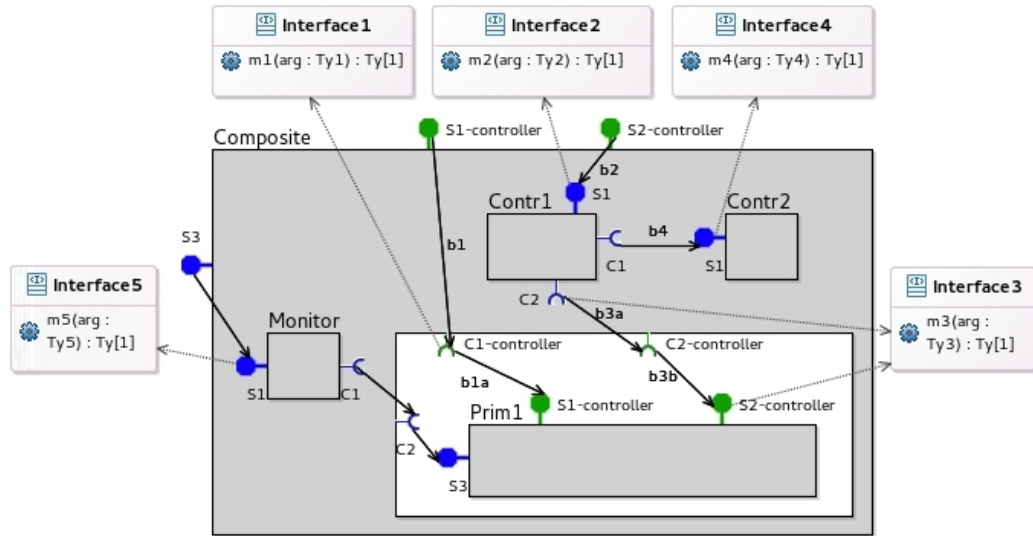 Interface1
m1(arg : Ty1) : Ty[1]
Interface2
m2(arg : Ty2) : Ty[1]
Interface4
m4(arg : Ty4) : Ty[1]
S1-controller
S2-controller
Composite
b2
S1
Contr1
Contr2
b1
b4
S3
C1
S1
Interface5
m5(arg :
Ty5) : Ty[1]
C2
Interface3
m3(arg :
Ty3) : Ty[1]
b3a
Monitor
C1-controller
C2-controller
b1a
b3b
S1
C1
S1-controller
S2-controller
Prim1
C2
S3